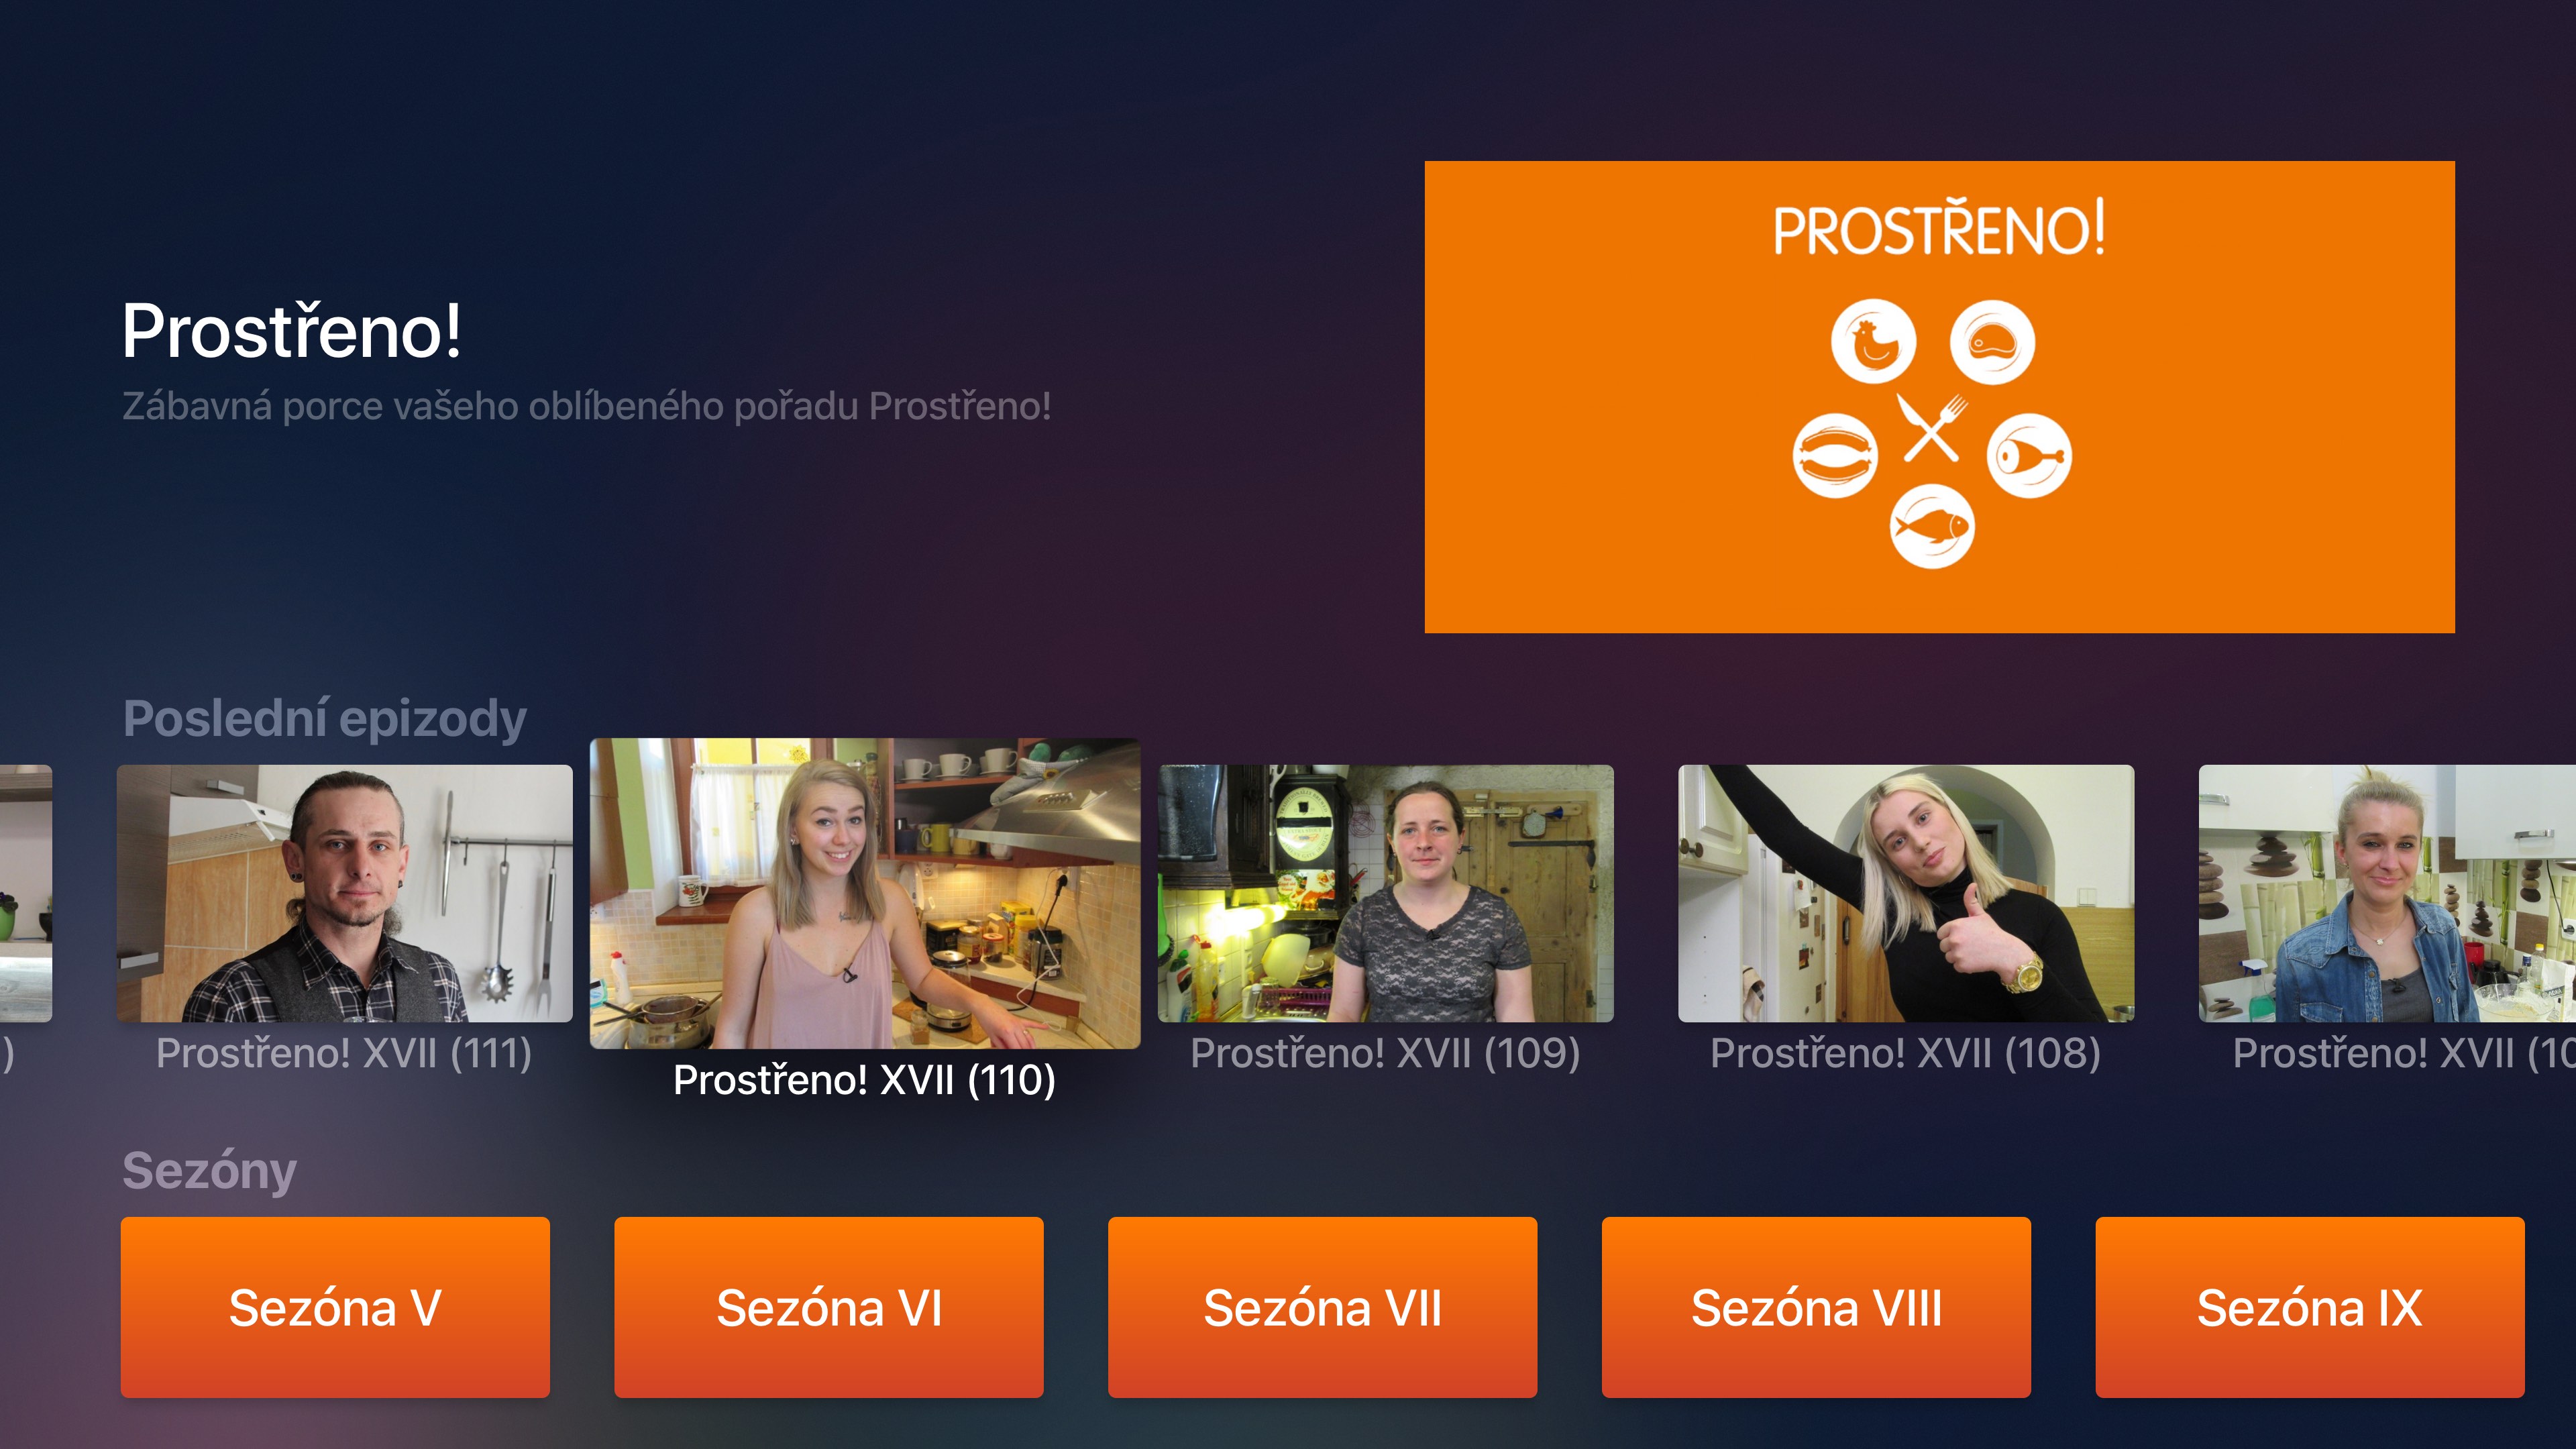 PROSTŘENO!
Prostřeno!
Zábavná porce vašeho oblíbeného pořadu Prostřeno!
Poslední epizody
)
Prostřeno! XVII (111)
Prostřeno! XVII (110)
Prostřeno! XVII (109)
Prostřeno! XVII (108)
Prostřeno! XVII (10
Sezóny
Sezóna V
Sezóna VI
Sezóna VII
Sezóna VIII
Sezóna IX